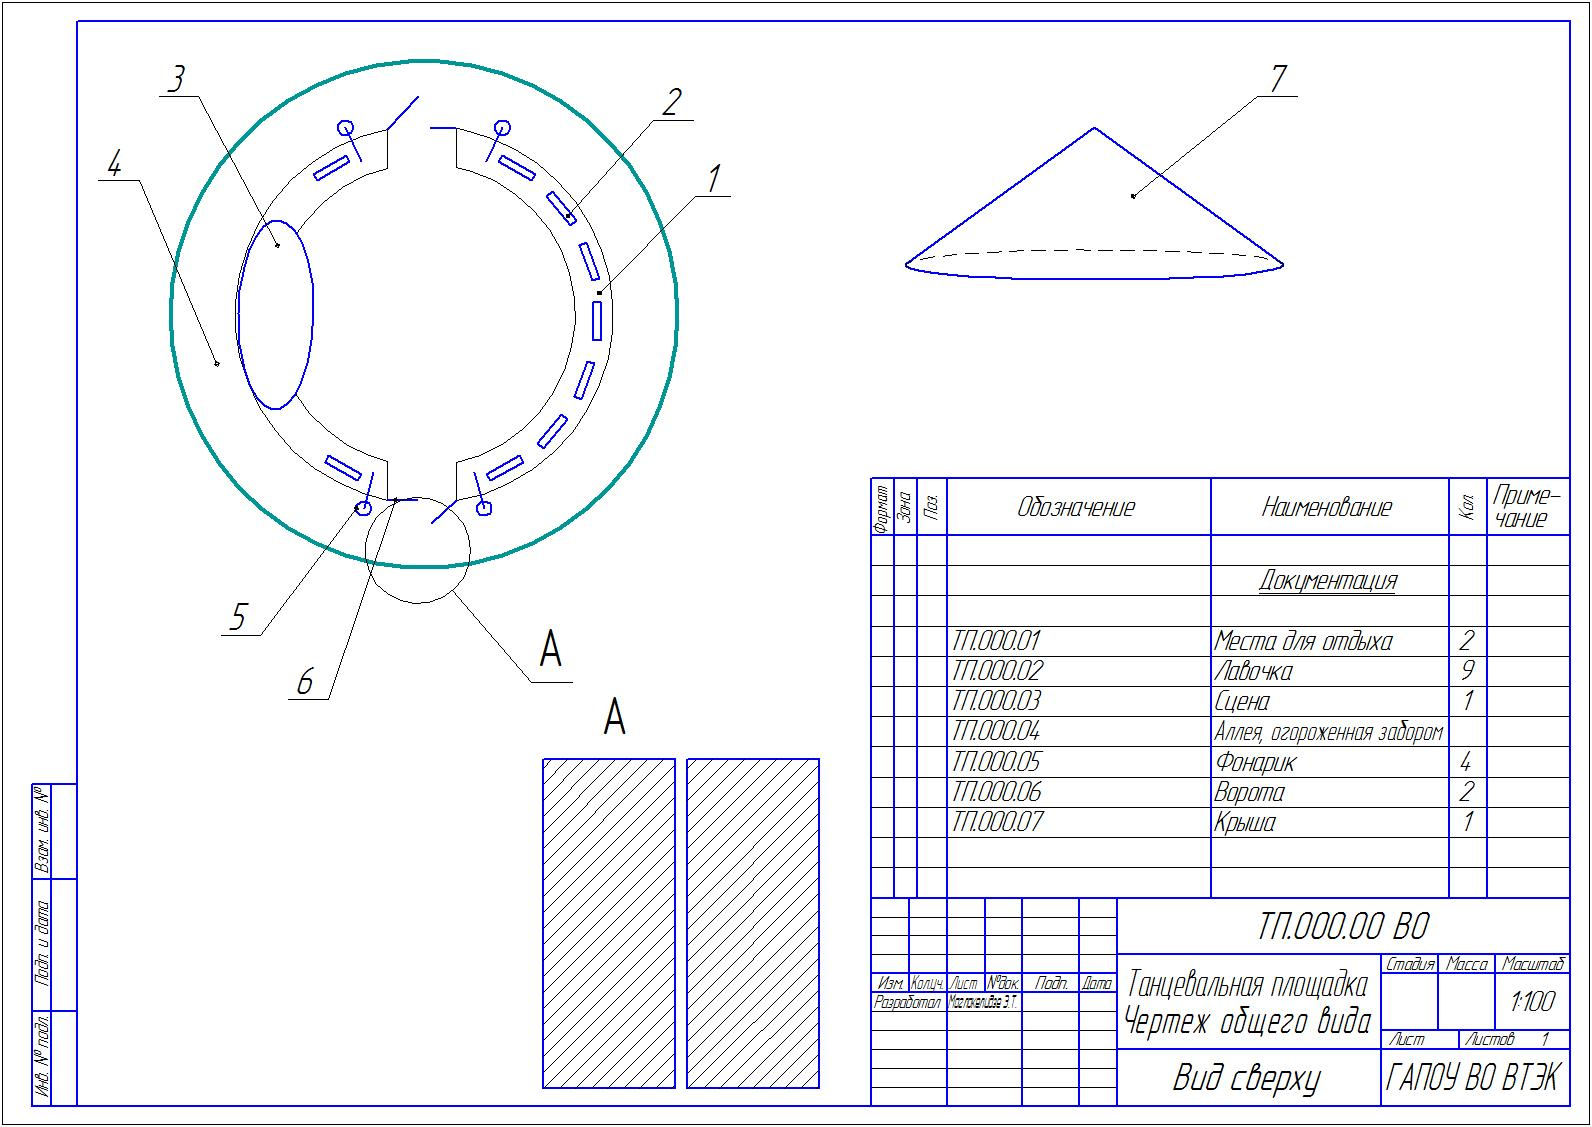 3
2
7
4
1
5
А
6
А
Формат
Зона
Поз.
Обозначение
Наименование
Кол.
Приме-
чание
Документация
ТП.000.01 Места для отдыха 2
ТП.000.02 Лавочка 9
ТП.000.03 Сцена 1
ТП.000.04 Аллея, огороженная забором
ТП.000.05 Фонарик 4
ТП.000.06 Ворота 2
ТП.000.07 Крыша 1
Взам. инв. №
Подп. и дата
Инв. № подл.
ТП.000.00 ВО
Изм. Кол.уч. Лист №док. Подп. Дата
Разработал З.Т.
Танцевальная площадка
Чертеж общего вида
Стадия Масса Масштаб
1:100
Лист Листов 1
Вид сверху
ГАПОУ ВО ВТЭК